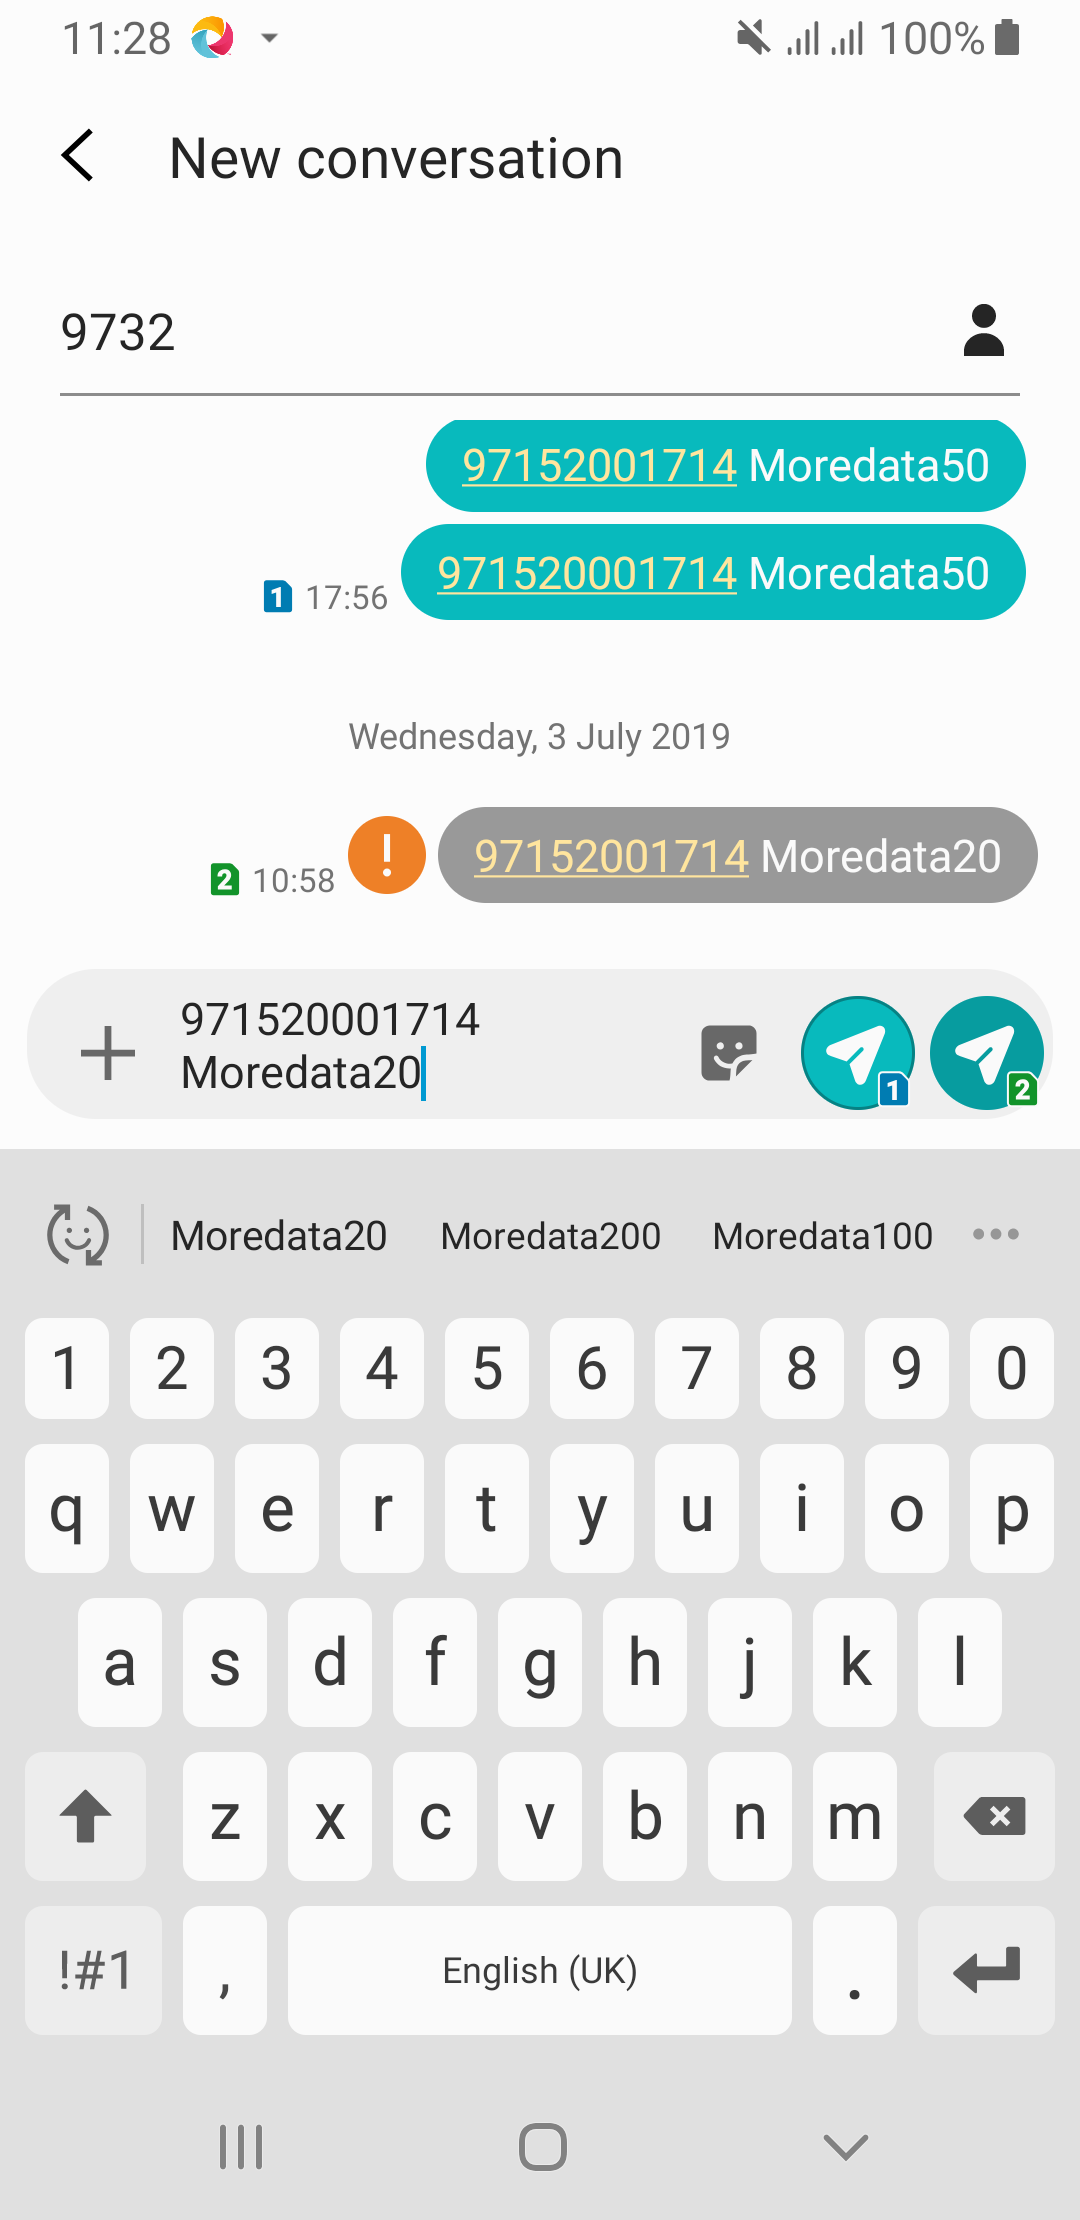 11:28 100%
New conversation
9732
97152001714 Moredata50
971520001714 Moredata50
1 17:56
Wednesday, 3 July 2019
2 10:58 ! 97152001714 Moredata20
971520001714
Moredata20
1 2
Moredata20 Moredata200 Moredata100
1 2 3 4 5 6 7 8 9 0
q w e r t y u i o p
a s d f g h j k l
z x c v b n m
!#1 , English (UK) .